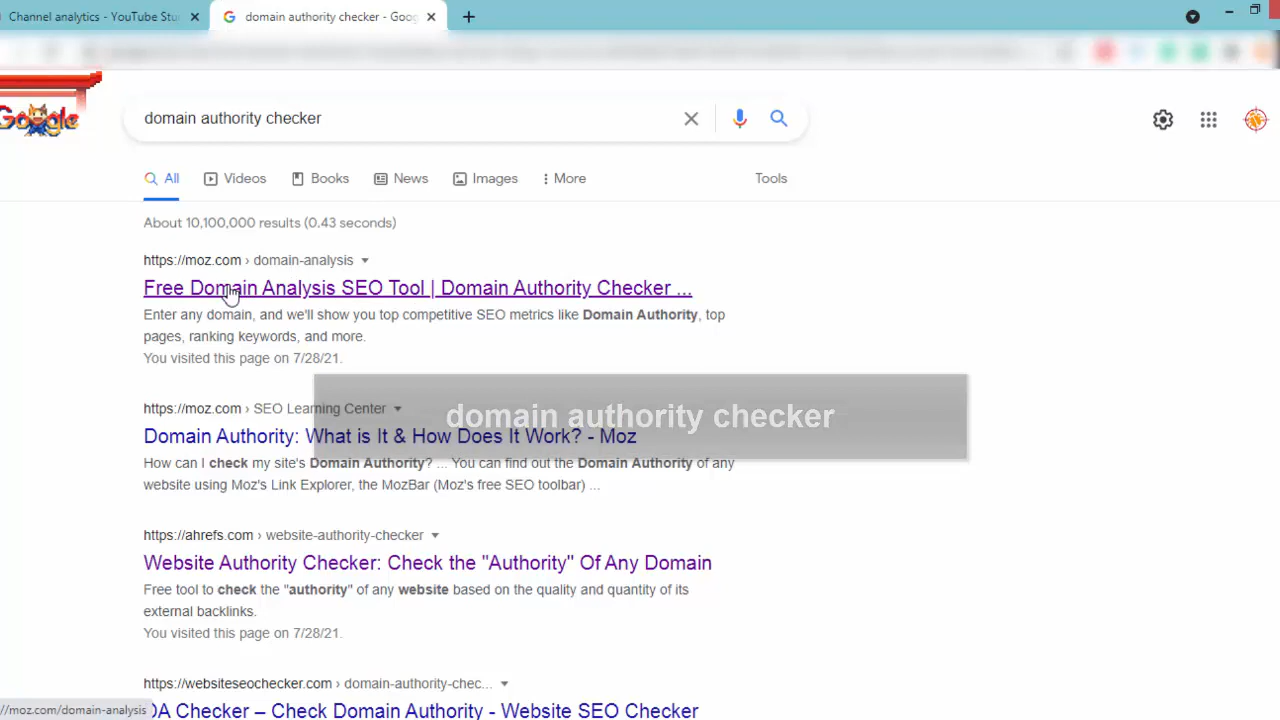 Channel analytics - YouTube Stu
domain authority checker - Goog
Google
domain authority checker
All
Videos
Books
News
Images
More
Tools
About 10,100,000 results (0.43 seconds)
https://moz.com › domain-analysis
Free Domain Analysis SEO Tool | Domain Authority Checker ...
Enter any domain, and we'll show you top competitive SEO metrics like Domain Authority, top
pages, ranking keywords, and more.
You visited this page on 7/28/21.
https://moz.com › SEO Learning Center
domain authority checker
Domain Authority: What is It & How Does It Work? - Moz
How can I check my site's Domain Authority? ... You can find out the Domain Authority of any
website using Moz's Link Explorer, the MozBar (Moz's free SEO toolbar) ...
https://ahrefs.com › website-authority-checker
Website Authority Checker: Check the "Authority" Of Any Domain
Free tool to check the "authority" of any website based on the quality and quantity of its
external backlinks.
You visited this page on 7/28/21.
https://websiteseochecker.com › domain-authority-chec...
DA Checker – Check Domain Authority - Website SEO Checker
//moz.com/domain-analysis